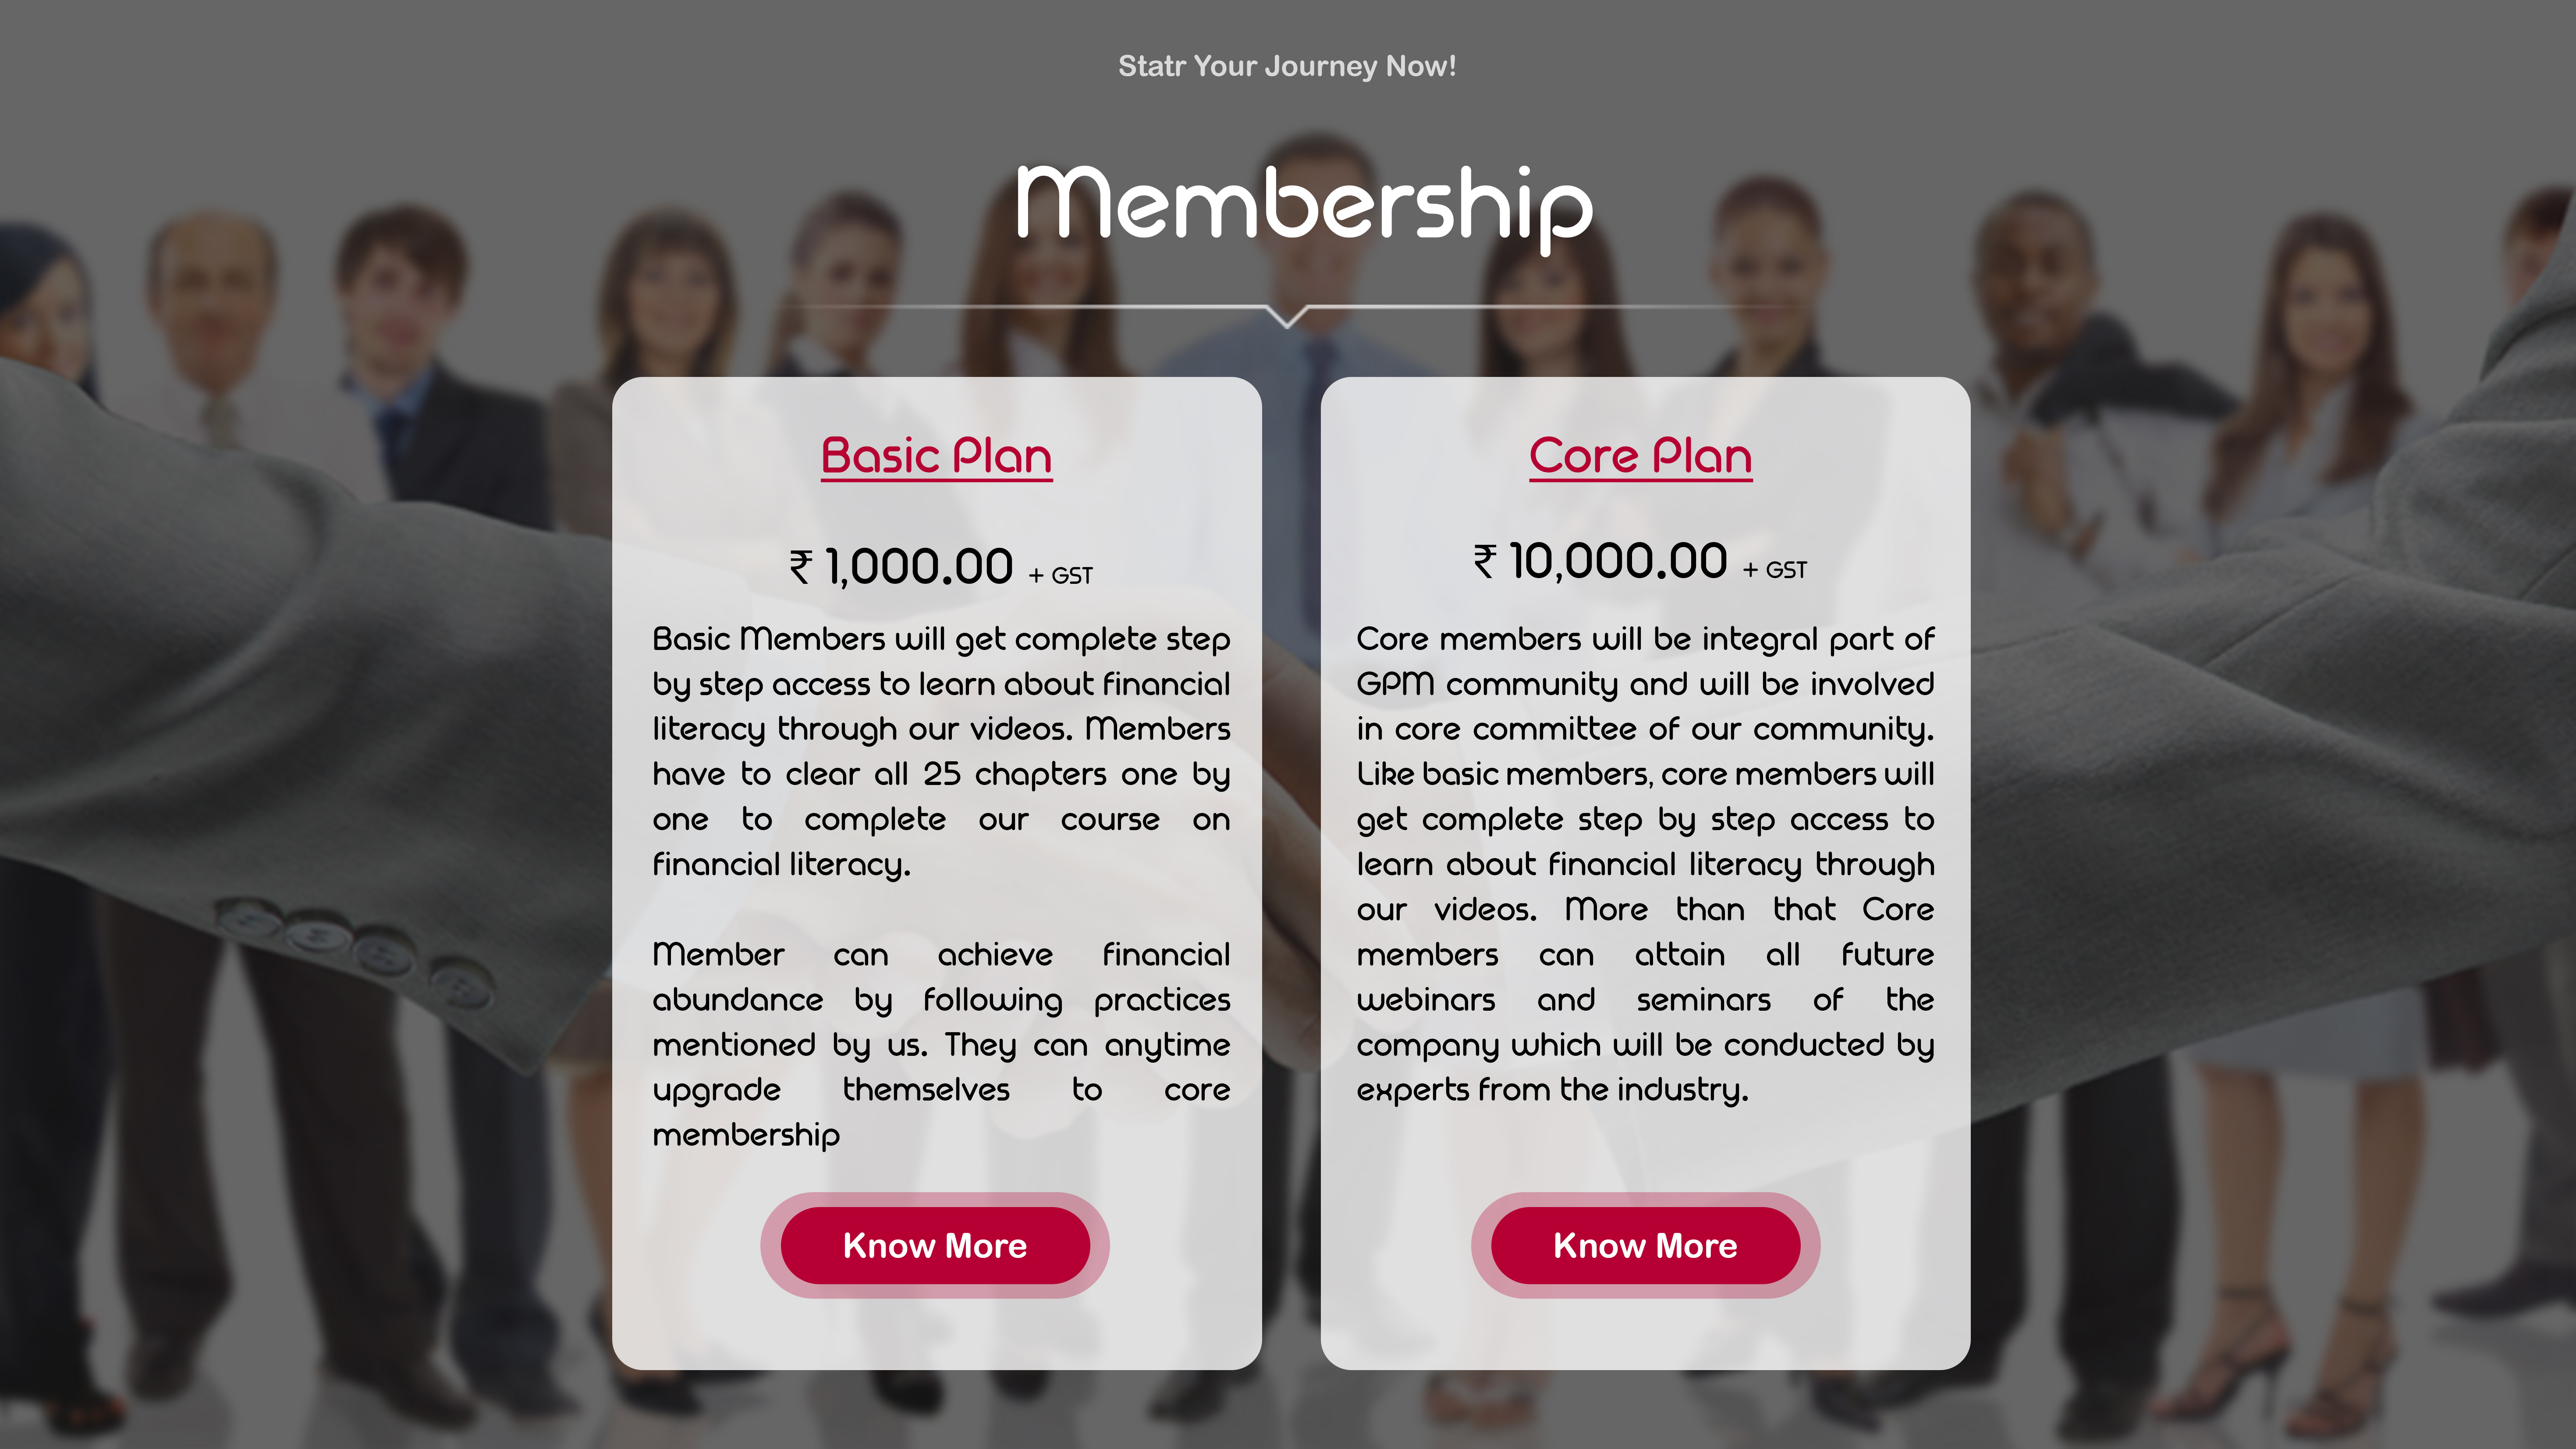 Statr Your Journey Now!
Membership
Basic Plan
₹ 1,000.00 + GST
Basic Members will get complete step
by step access to learn about financial
literacy through our videos. Members
have to clear all 25 chapters one by
one to complete our course on
financial literacy.
Member can achieve financial
abundance by following practices
mentioned by us. They can anytime
upgrade themselves to core
membership
Know More
Core Plan
₹ 10,000.00 + GST
Core members will be integral part of
GPM community and will be involved
in core committee of our community.
Like basic members, core members will
get complete step by step access to
learn about financial literacy through
our videos. More than that Core
members can attain all future
webinars and seminars of the
company which will be conducted by
experts from the industry.
Know More